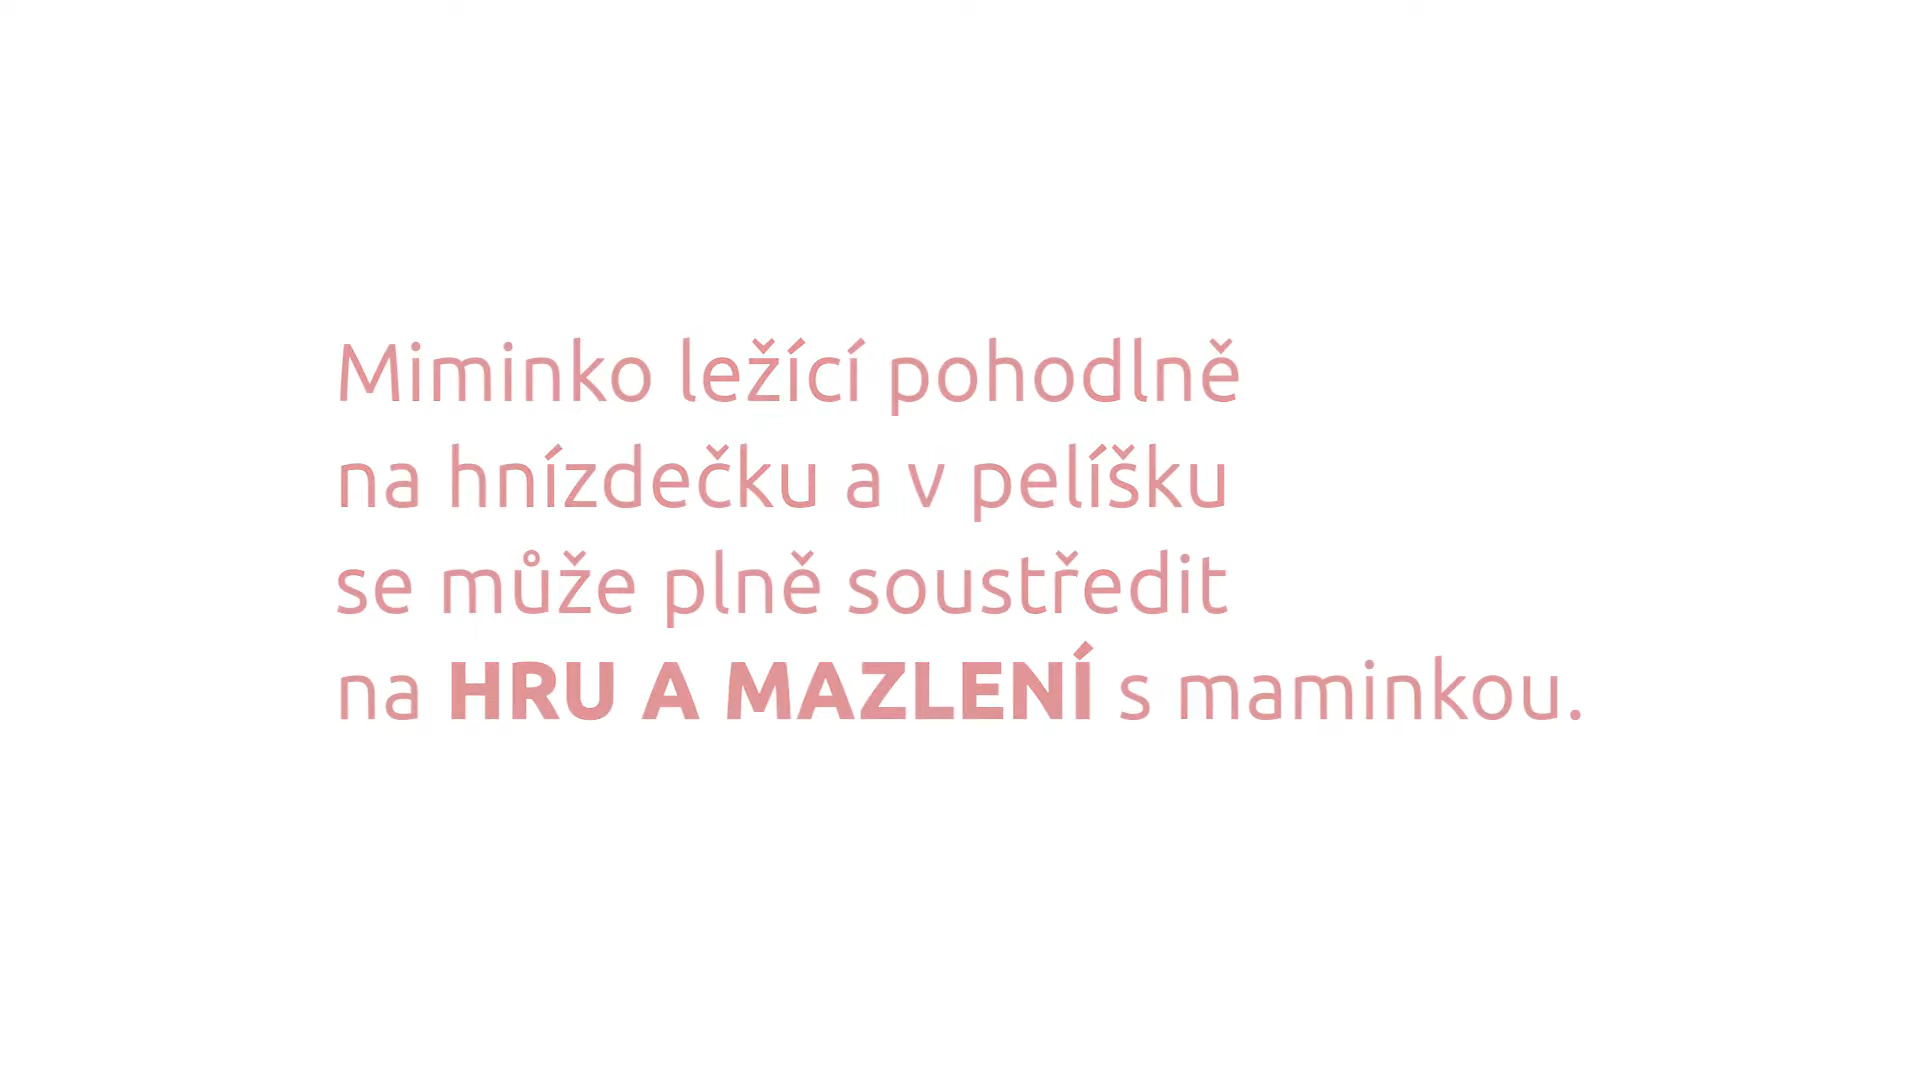 Miminko ležící pohodlně
na hnízdečku a v pelíšku
se může plně soustředit
na HRU A MAZLENÍ s maminkou.